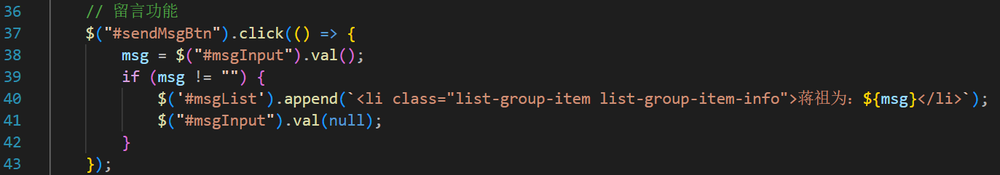 36 // 留言功能
37 $("#sendMsgBtn").click(() => {
38 msg = $("#msgInput").val();
39 if (msg != "") {
40 $('#msgList').append(`<li class="list-group-item list-group-item-info">蒋祖为：${msg}</li>`);
41 $("#msgInput").val(null);
42 }
43 });